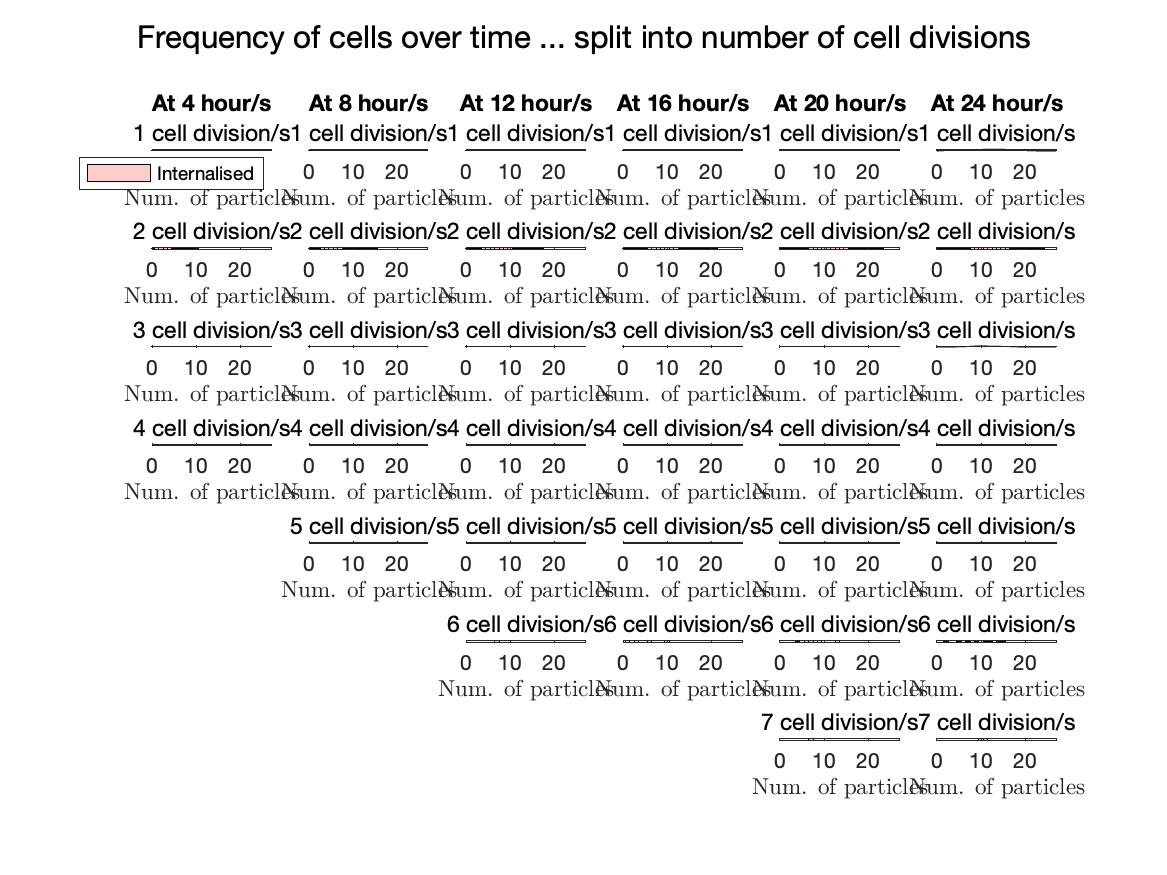 Frequency of cells over time ... split into number of cell divisions
At 4 hour/s At 8 hour/s At 12 hour/s At 16 hour/s At 20 hour/s At 24 hour/s
1 cell division/s 1 cell division/s 1 cell division/s 1 cell division/s 1 cell division/s 1 cell division/s
Internalised 0 10 20 0 10 20 0 10 20 0 10 20 0 10 20
Num. of particles Num. of particles Num. of particles Num. of particles Num. of particles Num. of particles
2 cell division/s 2 cell division/s 2 cell division/s 2 cell division/s 2 cell division/s 2 cell division/s
0 10 20 0 10 20 0 10 20 0 10 20 0 10 20 0 10 20
Num. of particles Num. of particles Num. of particles Num. of particles Num. of particles Num. of particles
3 cell division/s 3 cell division/s 3 cell division/s 3 cell division/s 3 cell division/s 3 cell division/s
0 10 20 0 10 20 0 10 20 0 10 20 0 10 20 0 10 20
Num. of particles Num. of particles Num. of particles Num. of particles Num. of particles Num. of particles
4 cell division/s 4 cell division/s 4 cell division/s 4 cell division/s 4 cell division/s 4 cell division/s
0 10 20 0 10 20 0 10 20 0 10 20 0 10 20 0 10 20
Num. of particles Num. of particles Num. of particles Num. of particles Num. of particles Num. of particles
5 cell division/s 5 cell division/s 5 cell division/s 5 cell division/s 5 cell division/s
0 10 20 0 10 20 0 10 20 0 10 20 0 10 20
Num. of particles Num. of particles Num. of particles Num. of particles Num. of particles
6 cell division/s 6 cell division/s 6 cell division/s 6 cell division/s
0 10 20 0 10 20 0 10 20 0 10 20
Num. of particles Num. of particles Num. of particles Num. of particles
7 cell division/s 7 cell division/s
0 10 20 0 10 20
Num. of particles Num. of particles